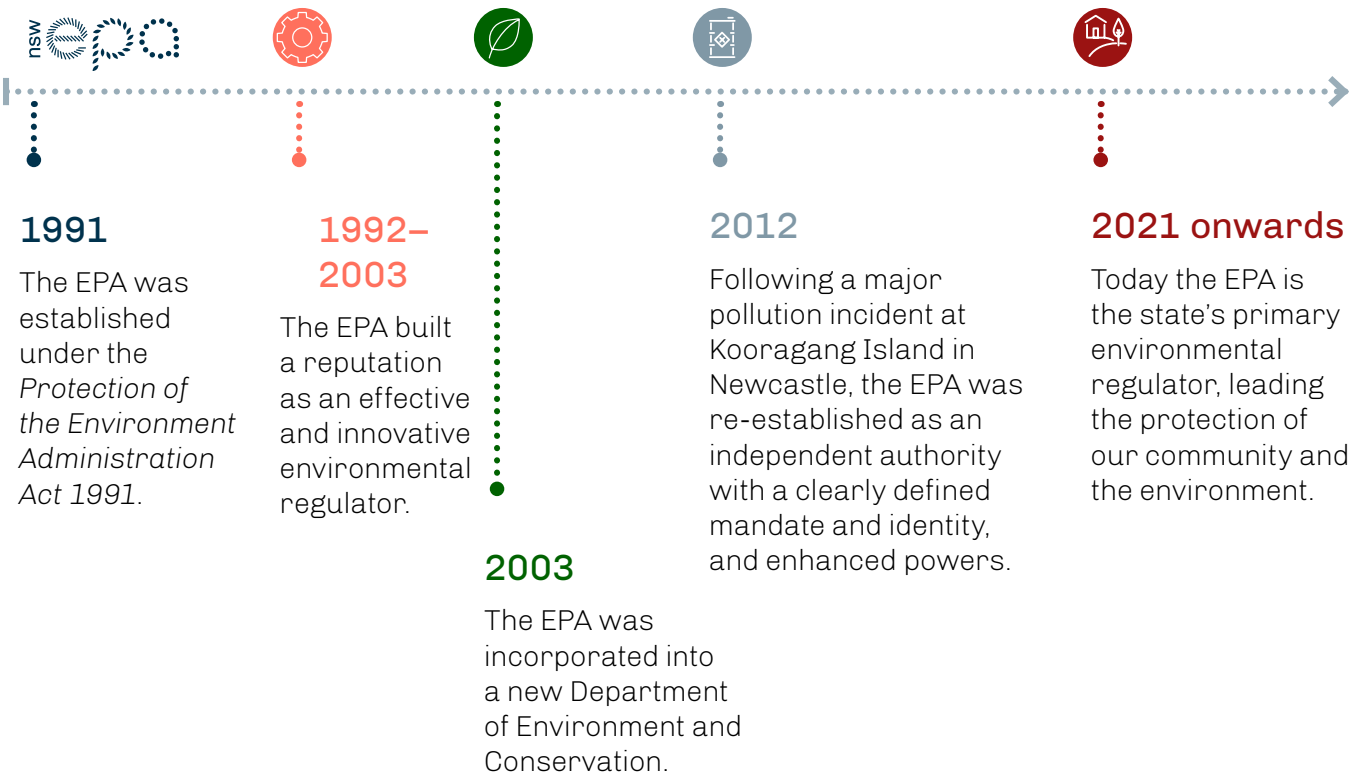 nsw epa
1991
The EPA was
established
under the
Protection of
the Environment
Administration
Act 1991.
1992–
2003
The EPA built
a reputation
as an effective
and innovative
environmental
regulator.
2003
The EPA was
incorporated into
a new Department
of Environment and
Conservation.
2012
Following a major
pollution incident at
Kooragang Island in
Newcastle, the EPA was
re-established as an
independent authority
with a clearly defined
mandate and identity,
and enhanced powers.
2021 onwards
Today the EPA is
the state’s primary
environmental
regulator, leading
the protection of
our community and
the environment.